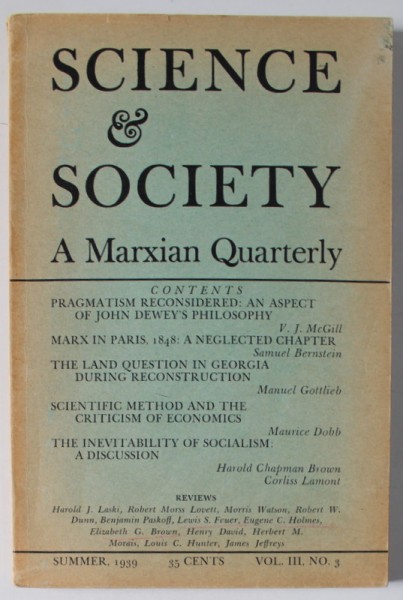 SCIENCE
&
SOCIETY
A Marxian Quarterly
CONTENTS
PRAGMATISM RECONSIDERED: AN ASPECT
OF JOHN DEWEY'S PHILOSOPHY
V. J. McGill
MARX IN PARIS, 1848: A NEGLECTED CHAPTER
Samuel Bernstein
THE LAND QUESTION IN GEORGIA
DURING RECONSTRUCTION
Manuel Gottlieb
SCIENTIFIC METHOD AND THE
CRITICISM OF ECONOMICS
Maurice Dobb
THE INEVITABILITY OF SOCIALISM:
A DISCUSSION
Harold Chapman Brown
Corliss Lamont
REVIEWS
Harold J. Laski, Robert Morss Lovett, Morris Watson, Robert W.
Dunn, Benjamin Paskoff, Lewis S. Feuer, Eugene C. Holmes,
Elizabeth G. Brown, Henry David, Herbert M.
Morais, Louis C. Hunter, James Jeffreys
SUMMER, 1939 35 CENTS VOL. III, NO. 3